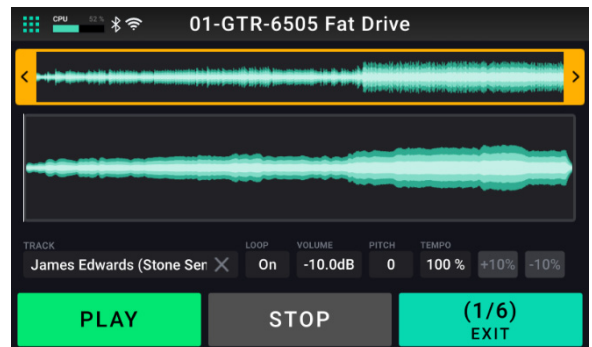 CPU 52 % 01-GTR-6505 Fat Drive
TRACK LOOP VOLUME PITCH TEMPO
James Edwards (Stone Ser On -10.0dB 0 100 % +10% -10%
PLAY STOP (1/6)
EXIT